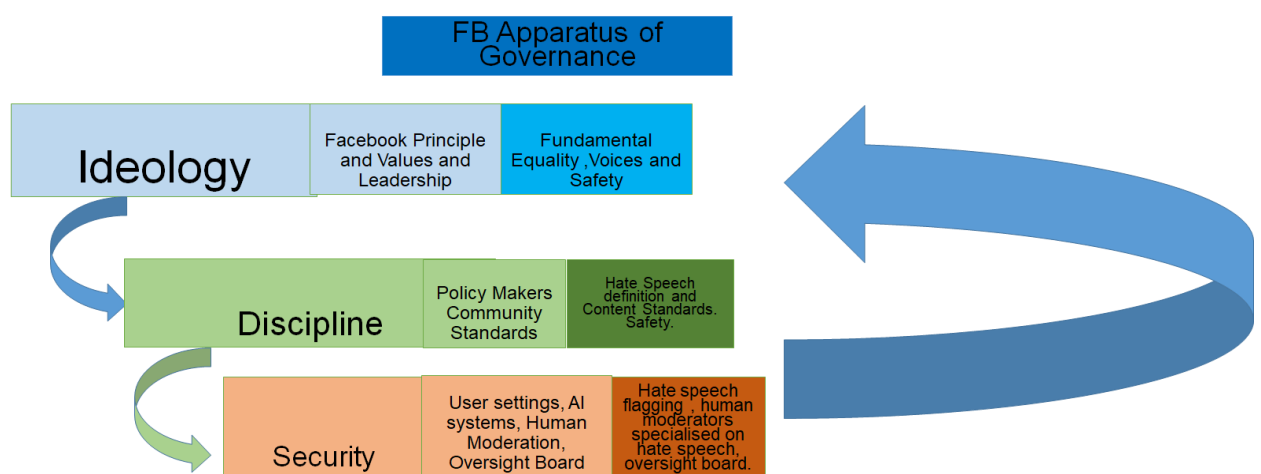 FB Apparatus of
Governance
Ideology
Facebook Principle
and Values and
Leadership
Fundamental
Equality ,Voices and
Safety
Discipline
Policy Makers
Community
Standards
Hate Speech
definition and
Content Standards.
Safety.
Security
User settings, AI
systems, Human
Moderation,
Oversight Board
Hate speech
flagging , human
moderators
specialised on
hate speech,
oversight board.